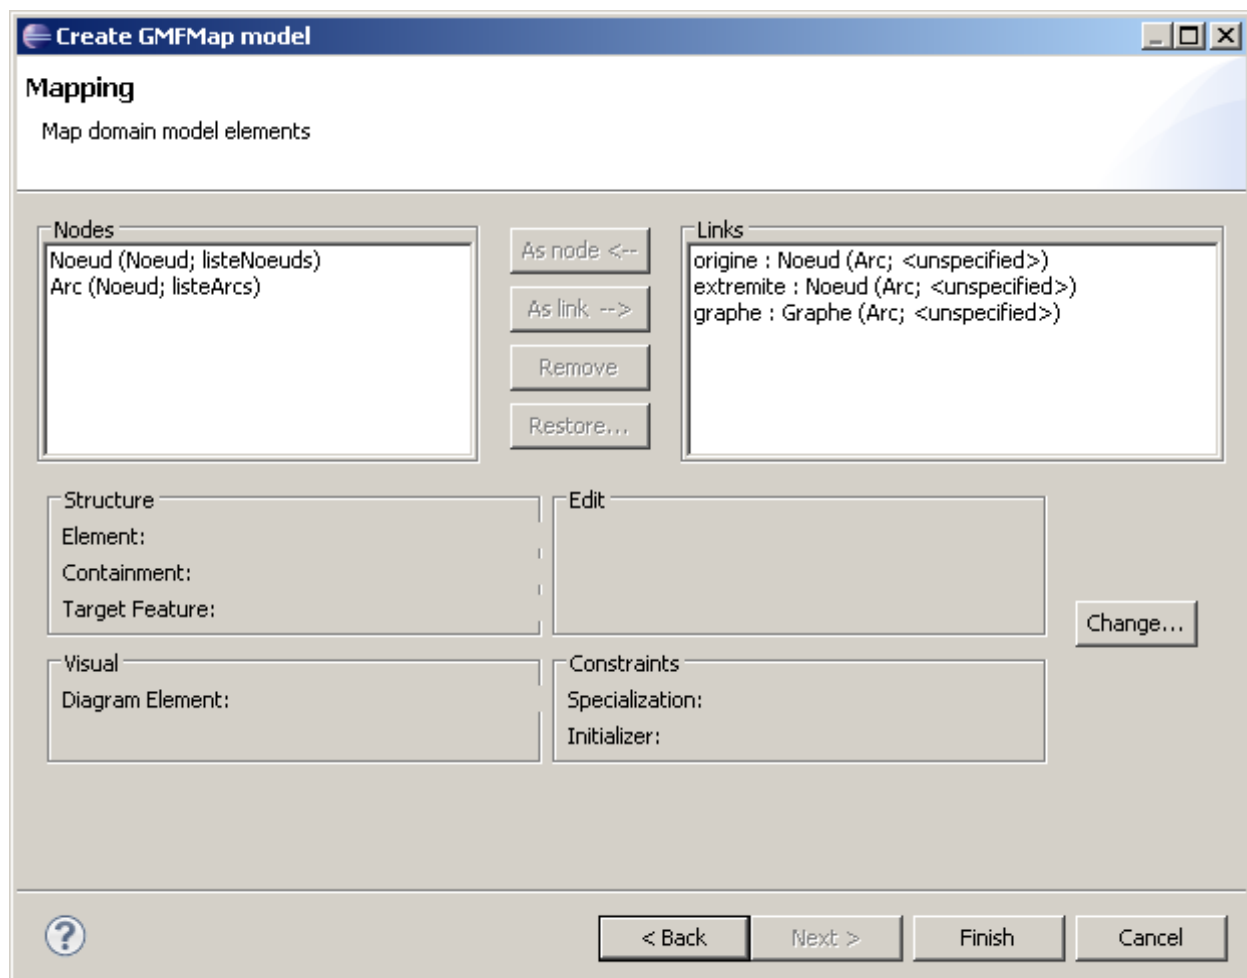 Create GMFMap model
Mapping
Map domain model elements
Nodes
Noeud (Noeud; listeNoeuds)
Arc (Noeud; listeArcs)
As node <--
As link -->
Remove
Restore...
Links
origine : Noeud (Arc; <unspecified>)
extremite : Noeud (Arc; <unspecified>)
graphe : Graphe (Arc; <unspecified>)
Structure
Element:
Containment:
Target Feature:
Edit
Change...
Visual
Diagram Element:
Constraints
Specialization:
Initializer:
?
< Back
Next >
Finish
Cancel